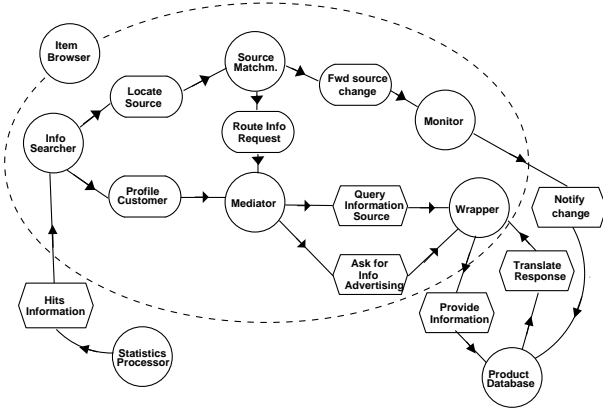 Item
Browser
Source
Matchm.
Fwd source
change
Locate
Source
Monitor
Info
Searcher
Route Info
Request
Profile
Customer
Mediator
Query
Information
Source
Wrapper
Notify
change
Ask for
Info
Advertising
Translate
Response
Hits
Information
Provide
Information
Statistics
Processor
Product
Database